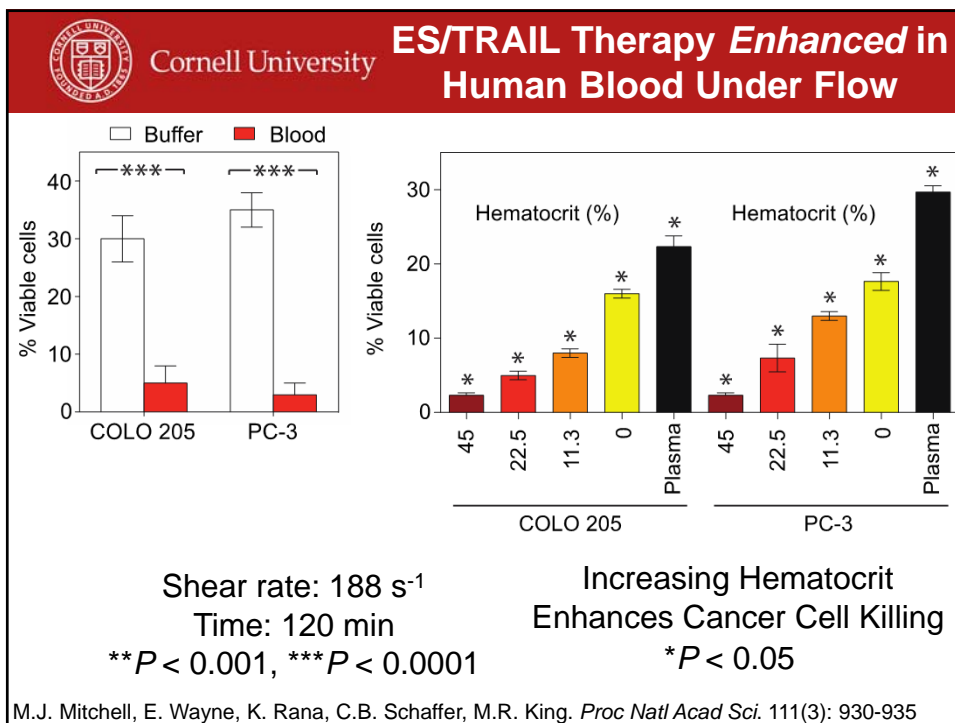 Cornell University
ES/TRAIL Therapy Enhanced in
Human Blood Under Flow
Buffer Blood
*** ***
% Viable cells
40
30
20
10
0
COLO 205 PC-3
% Viable cells
30
20
10
0
Hematocrit (%) Hematocrit (%)
* * * * * * * * * *
45 22.5 11.3 0 Plasma 45 22.5 11.3 0 Plasma
COLO 205 PC-3
Shear rate: 188 s-1
Time: 120 min
**P < 0.001, ***P < 0.0001
Increasing Hematocrit
Enhances Cancer Cell Killing
*P < 0.05
M.J. Mitchell, E. Wayne, K. Rana, C.B. Schaffer, M.R. King. Proc Natl Acad Sci. 111(3): 930-935